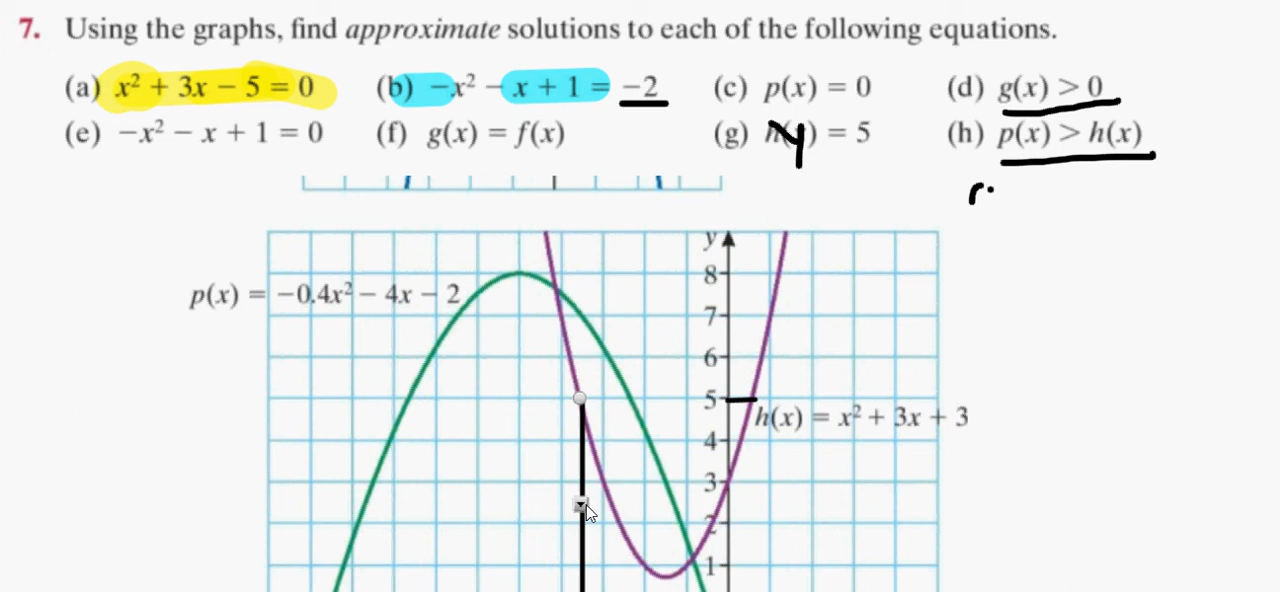 7. Using the graphs, find approximate solutions to each of the following equations.
(a) x² + 3x − 5 = 0 (b) −x² − x + 1 = −2 (c) p(x) = 0 (d) g(x) > 0
(e) −x² − x + 1 = 0 (f) g(x) = f(x) (g) y = 5 (h) p(x) > h(x)
y
8
p(x) = −0.4x² − 4x − 2
7
6
5
h(x) = x² + 3x + 3
4
3
2
1